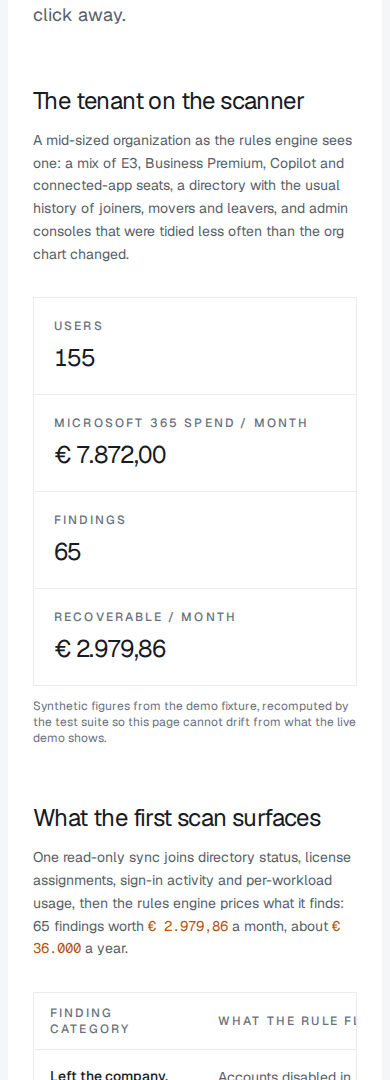 click away.
The tenant on the scanner
A mid-sized organization as the rules engine sees
one: a mix of E3, Business Premium, Copilot and
connected-app seats, a directory with the usual
history of joiners, movers and leavers, and admin
consoles that were tidied less often than the org
chart changed.
USERS
155
MICROSOFT 365 SPEND / MONTH
€ 7.872,00
FINDINGS
65
RECOVERABLE / MONTH
€ 2.979,86
Synthetic figures from the demo fixture, recomputed by
the test suite so this page cannot drift from what the live
demo shows.
What the first scan surfaces
One read-only sync joins directory status, license
assignments, sign-in activity and per-workload
usage, then the rules engine prices what it finds:
65 findings worth € 2.979,86 a month, about €
36.000 a year.
FINDING
CATEGORY
WHAT THE RULE
Left the company,
Accounts disabled in